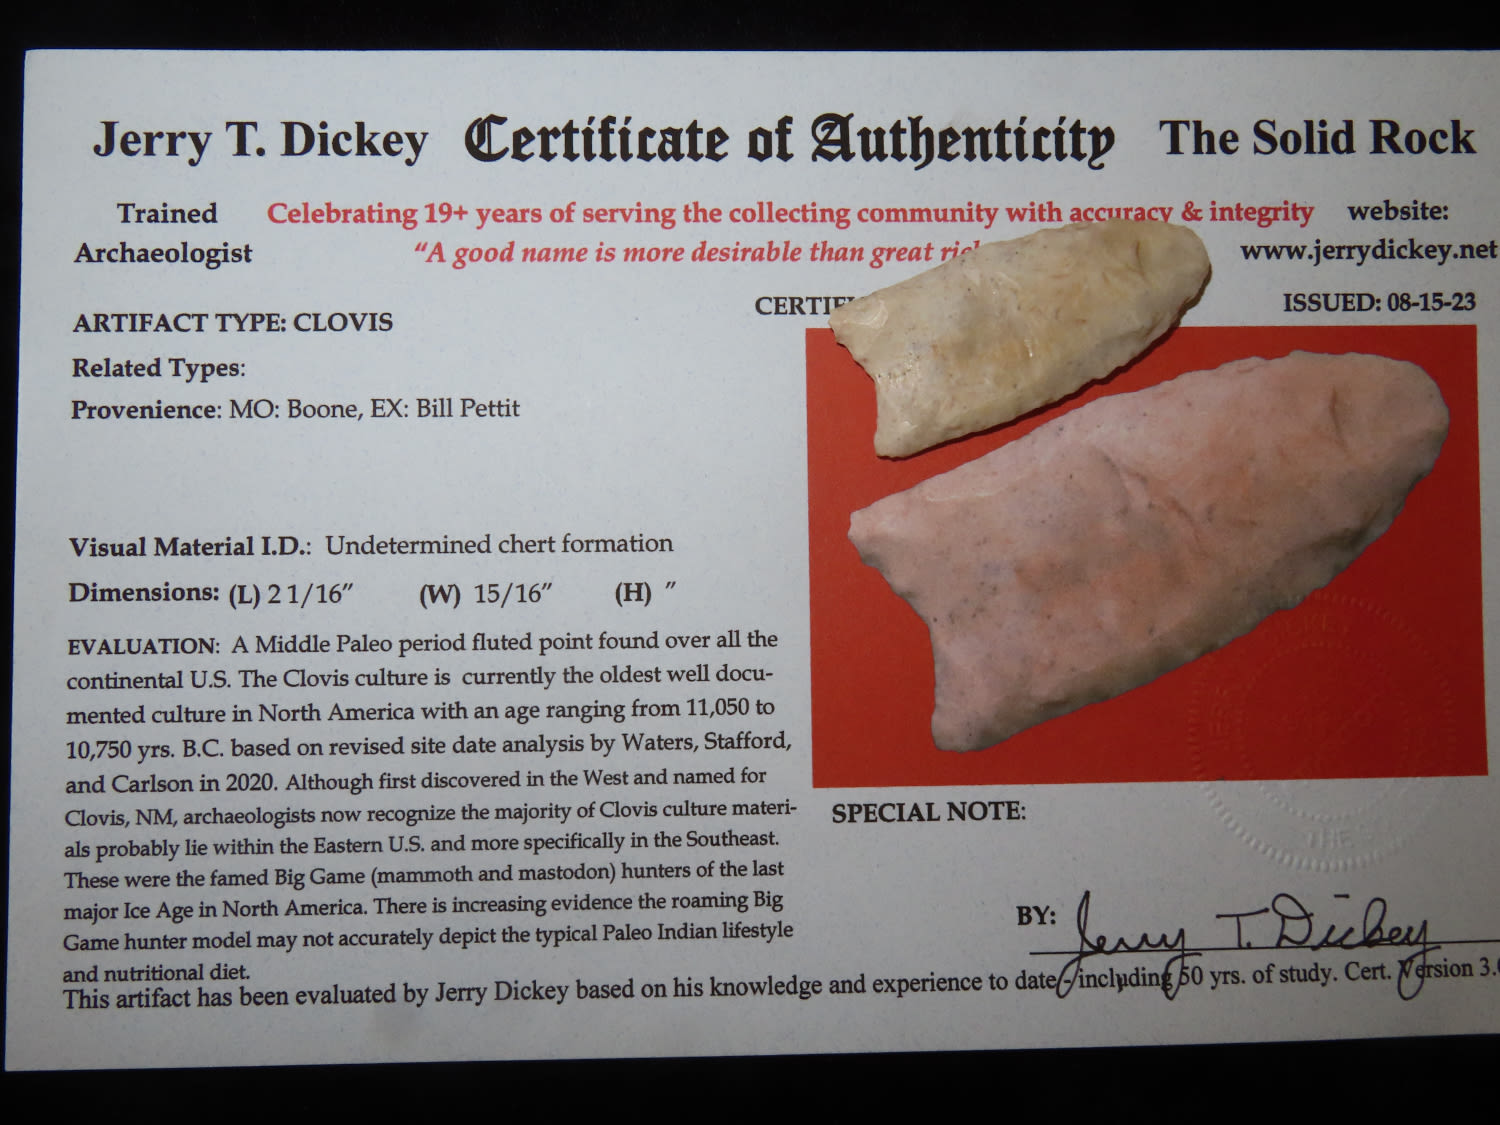 Jerry T. Dickey Certificate of Authenticity The Solid Rock
Trained Celebrating 19+ years of serving the collecting community with accuracy & integrity website:
Archaeologist "A good name is more desirable than great www.jerrydickey.net
ISSUED: 08-15-23
ARTIFACT TYPE: CLOVIS
Related Types:
Provenience: MO: Boone, EX: Bill Pettit
Visual Material I.D.: Undetermined chert formation
Dimensions: (L) 2 1/16" (W) 15/16" (H) "
EVALUATION: A Middle Paleo period fluted point found over all the
continental U.S. The Clovis culture is currently the oldest well docu-
mented culture in North America with an age ranging from 11,050 to
10,750 yrs. B.C. based on revised site date analysis by Waters, Stafford,
and Carlson in 2020. Although first discovered in the West and named for
Clovis, NM, archaeologists now recognize the majority of Clovis culture materi-
als probably lie within the Eastern U.S. and more specifically in the Southeast.
These were the famed Big Game (mammoth and mastodon) hunters of the last
major Ice Age in North America. There is increasing evidence the roaming Big
Game hunter model may not accurately depict the typical Paleo Indian lifestyle
and nutritional diet.
SPECIAL NOTE:
BY: Jerry T. Dickey
This artifact has been evaluated by Jerry Dickey based on his knowledge and experience to date - including 50 yrs. of study. Cert. Version 3.